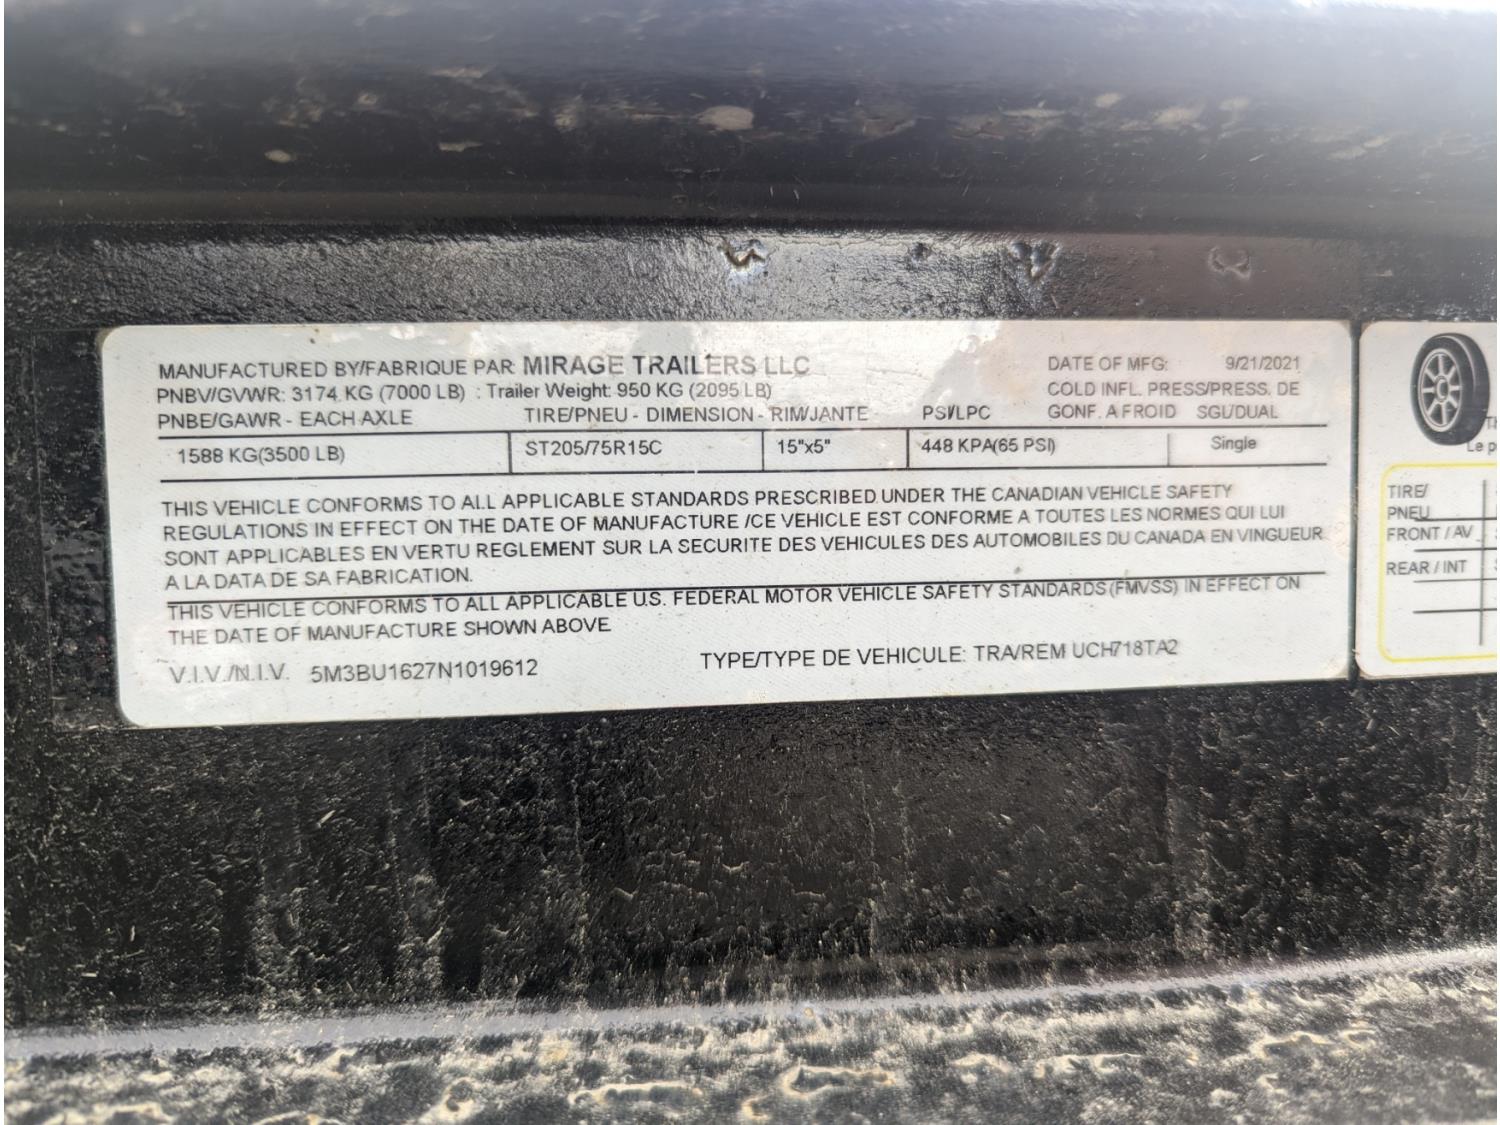 MANUFACTURED BY/FABRIQUE PAR: MIRAGE TRAILERS LLC DATE OF MFG: 9/21/2021
PNBV/GVWR: 3174 KG (7000 LB) : Trailer Weight: 950 KG (2095 LB) COLD INFL. PRESS/PRESS. DE
PNBE/GAWR - EACH AXLE TIRE/PNEU - DIMENSION - RIM/JANTE PSI/LPC GONF. A FROID SGL/DUAL
1588 KG(3500 LB) ST205/75R15C 15"x5" 448 KPA(65 PSI) Single
THIS VEHICLE CONFORMS TO ALL APPLICABLE STANDARDS PRESCRIBED UNDER THE CANADIAN VEHICLE SAFETY
REGULATIONS IN EFFECT ON THE DATE OF MANUFACTURE /CE VEHICLE EST CONFORME A TOUTES LES NORMES QUI LUI
SONT APPLICABLES EN VERTU REGLEMENT SUR LA SECURITE DES VEHICULES DES AUTOMOBILES DU CANADA EN VINGUEUR
A LA DATA DE SA FABRICATION.
THIS VEHICLE CONFORMS TO ALL APPLICABLE U.S. FEDERAL MOTOR VEHICLE SAFETY STANDARDS (FMVSS) IN EFFECT ON
THE DATE OF MANUFACTURE SHOWN ABOVE
V.I.V./N.I.V. 5M3BU1627N1019612 TYPE/TYPE DE VEHICULE: TRA/REM UCH718TA2
Le
TIRE/
PNEU
FRONT / AV
REAR / INT